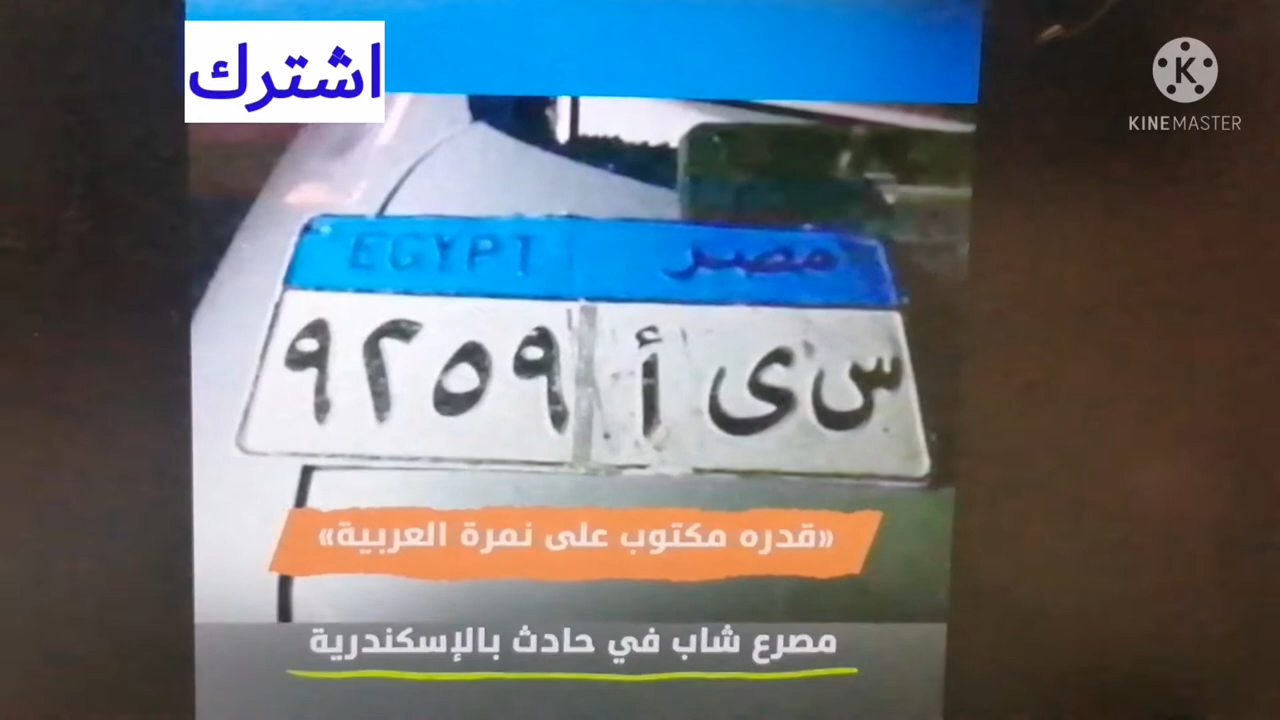 اشترك
KINEMASTER
EGYPT مصر
٩٢٥٩ س ى أ
«قدره مكتوب على نمرة العربية»
مصرع شاب في حادث بالإسكندرية